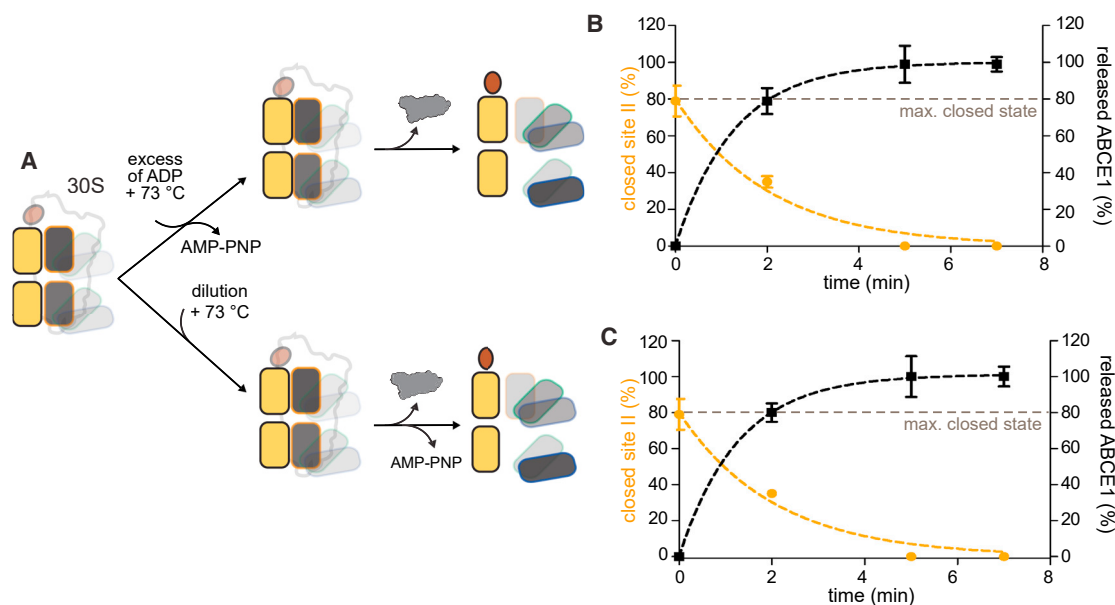 A
30S
excess
of ADP
+ 73 °C
AMP-PNP
dilution
+ 73 °C
AMP-PNP
B
closed site II (%)
120
100
80
60
40
20
0
max. closed state
120
100
80
60
40
20
0
released ABCE1 (%)
0
2
4
6
8
time (min)
C
closed site II (%)
120
100
80
60
40
20
0
max. closed state
120
100
80
60
40
20
0
released ABCE1 (%)
0
2
4
6
8
time (min)